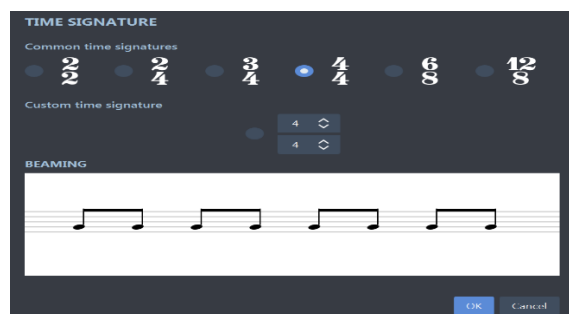 TIME SIGNATURE
Common time signatures
2/2 2/4 3/4 4/4 6/8 12/8
Custom time signature
4
4
BEAMING
OK Cancel